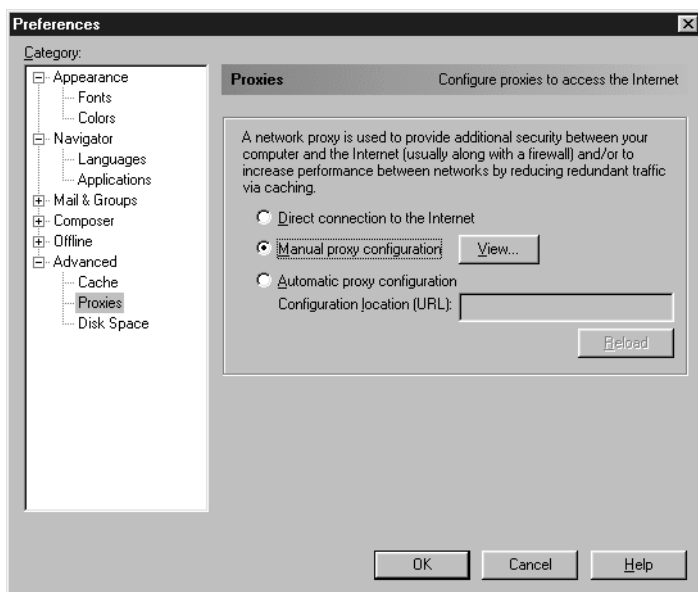 Preferences
Category:
Appearance
Fonts
Colors
Navigator
Languages
Applications
Mail & Groups
Composer
Offline
Advanced
Cache
Proxies
Disk Space
Proxies Configure proxies to access the Internet
A network proxy is used to provide additional security between your
computer and the Internet (usually along with a firewall) and/or to
increase performance between networks by reducing redundant traffic
via caching.
Direct connection to the Internet
Manual proxy configuration View...
Automatic proxy configuration
Configuration location (URL):
Reload
OK Cancel Help